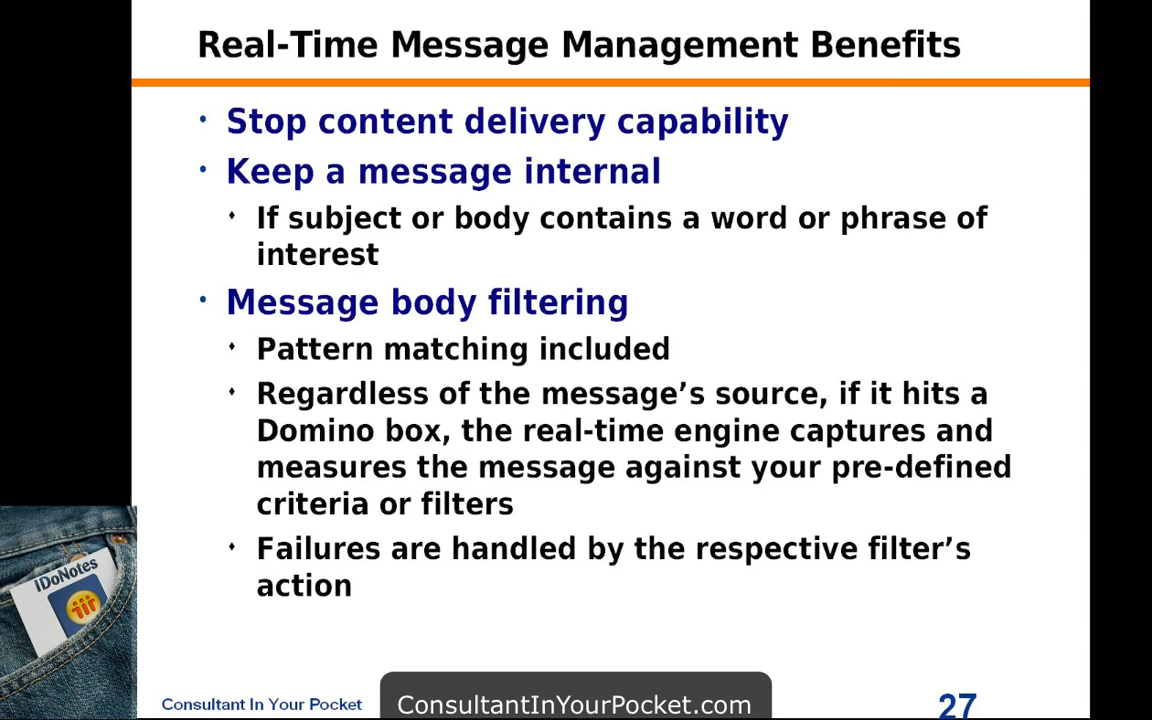 Real-Time Message Management Benefits
• Stop content delivery capability
• Keep a message internal
♦ If subject or body contains a word or phrase of
interest
• Message body filtering
♦ Pattern matching included
♦ Regardless of the message’s source, if it hits a
Domino box, the real-time engine captures and
measures the message against your pre-defined
criteria or filters
♦ Failures are handled by the respective filter’s
action
IDoNotes
Consultant In Your Pocket
ConsultantInYourPocket.com
27